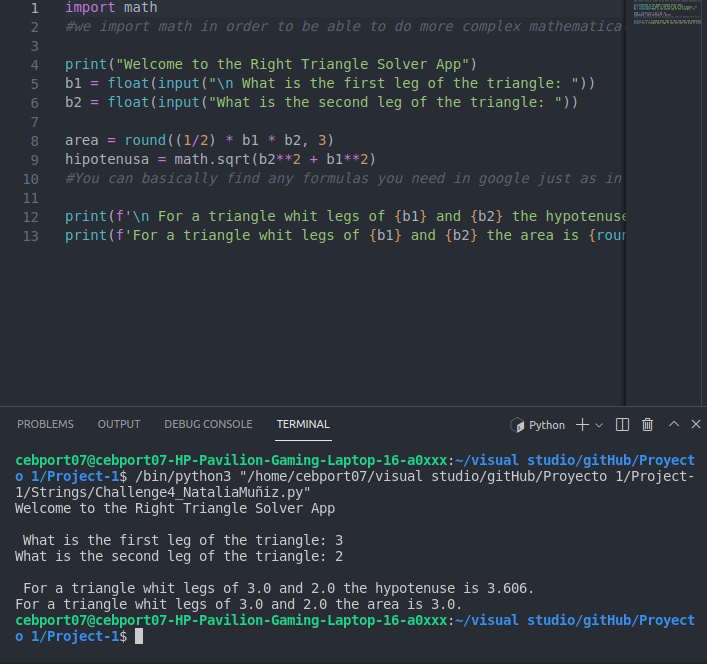 1 import math
2 #we import math in order to be able to do more complex mathematica
3
4 print("Welcome to the Right Triangle Solver App")
5 b1 = float(input("\n What is the first leg of the triangle: "))
6 b2 = float(input("What is the second leg of the triangle: "))
7
8 area = round((1/2) * b1 * b2, 3)
9 hipotenusa = math.sqrt(b2**2 + b1**2)
10 #You can basically find any formulas you need in google just as in
11
12 print(f'\n For a triangle whit legs of {b1} and {b2} the hypotenuse
13 print(f'For a triangle whit legs of {b1} and {b2} the area is {roun
PROBLEMS OUTPUT DEBUG CONSOLE TERMINAL Python
cebport07@cebport07-HP-Pavilion-Gaming-Laptop-16-a0xxx:~/visual studio/gitHub/Proyect
o 1/Project-1$ /bin/python3 "/home/cebport07/visual studio/gitHub/Proyecto 1/Project-
1/Strings/Challenge4_NataliaMuñiz.py"
Welcome to the Right Triangle Solver App
What is the first leg of the triangle: 3
What is the second leg of the triangle: 2
For a triangle whit legs of 3.0 and 2.0 the hypotenuse is 3.606.
For a triangle whit legs of 3.0 and 2.0 the area is 3.0.
cebport07@cebport07-HP-Pavilion-Gaming-Laptop-16-a0xxx:~/visual studio/gitHub/Proyect
o 1/Project-1$